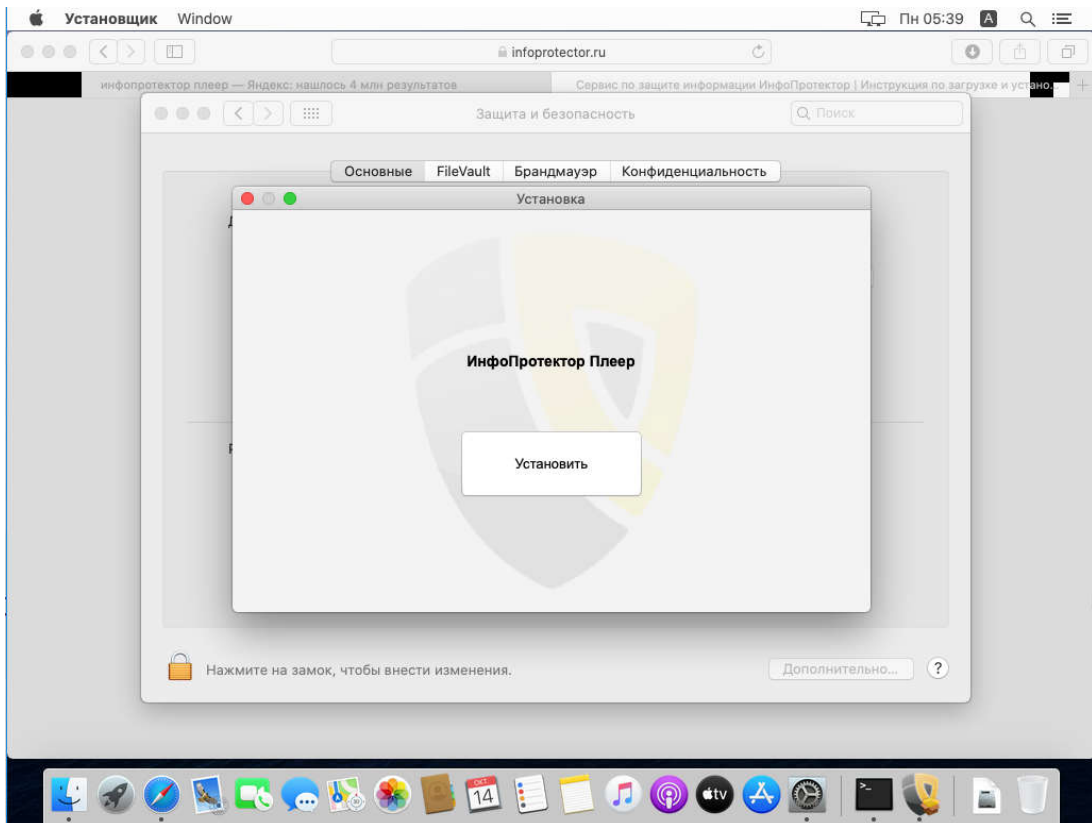 Установщик Window Пн 05:39 A
infoprotector.ru
инфопротектор плеер — Яндекс: нашлось 4 млн результатов
Сервис по защите информации ИнфоПротектор | Инструкция по загрузке и устано...
Защита и безопасность
Поиск
Основные FileVault Брандмауэр Конфиденциальность
Установка
ИнфоПротектор Плеер
Установить
Нажмите на замок, чтобы внести изменения.
Дополнительно... ?
ОКТ
14
tv